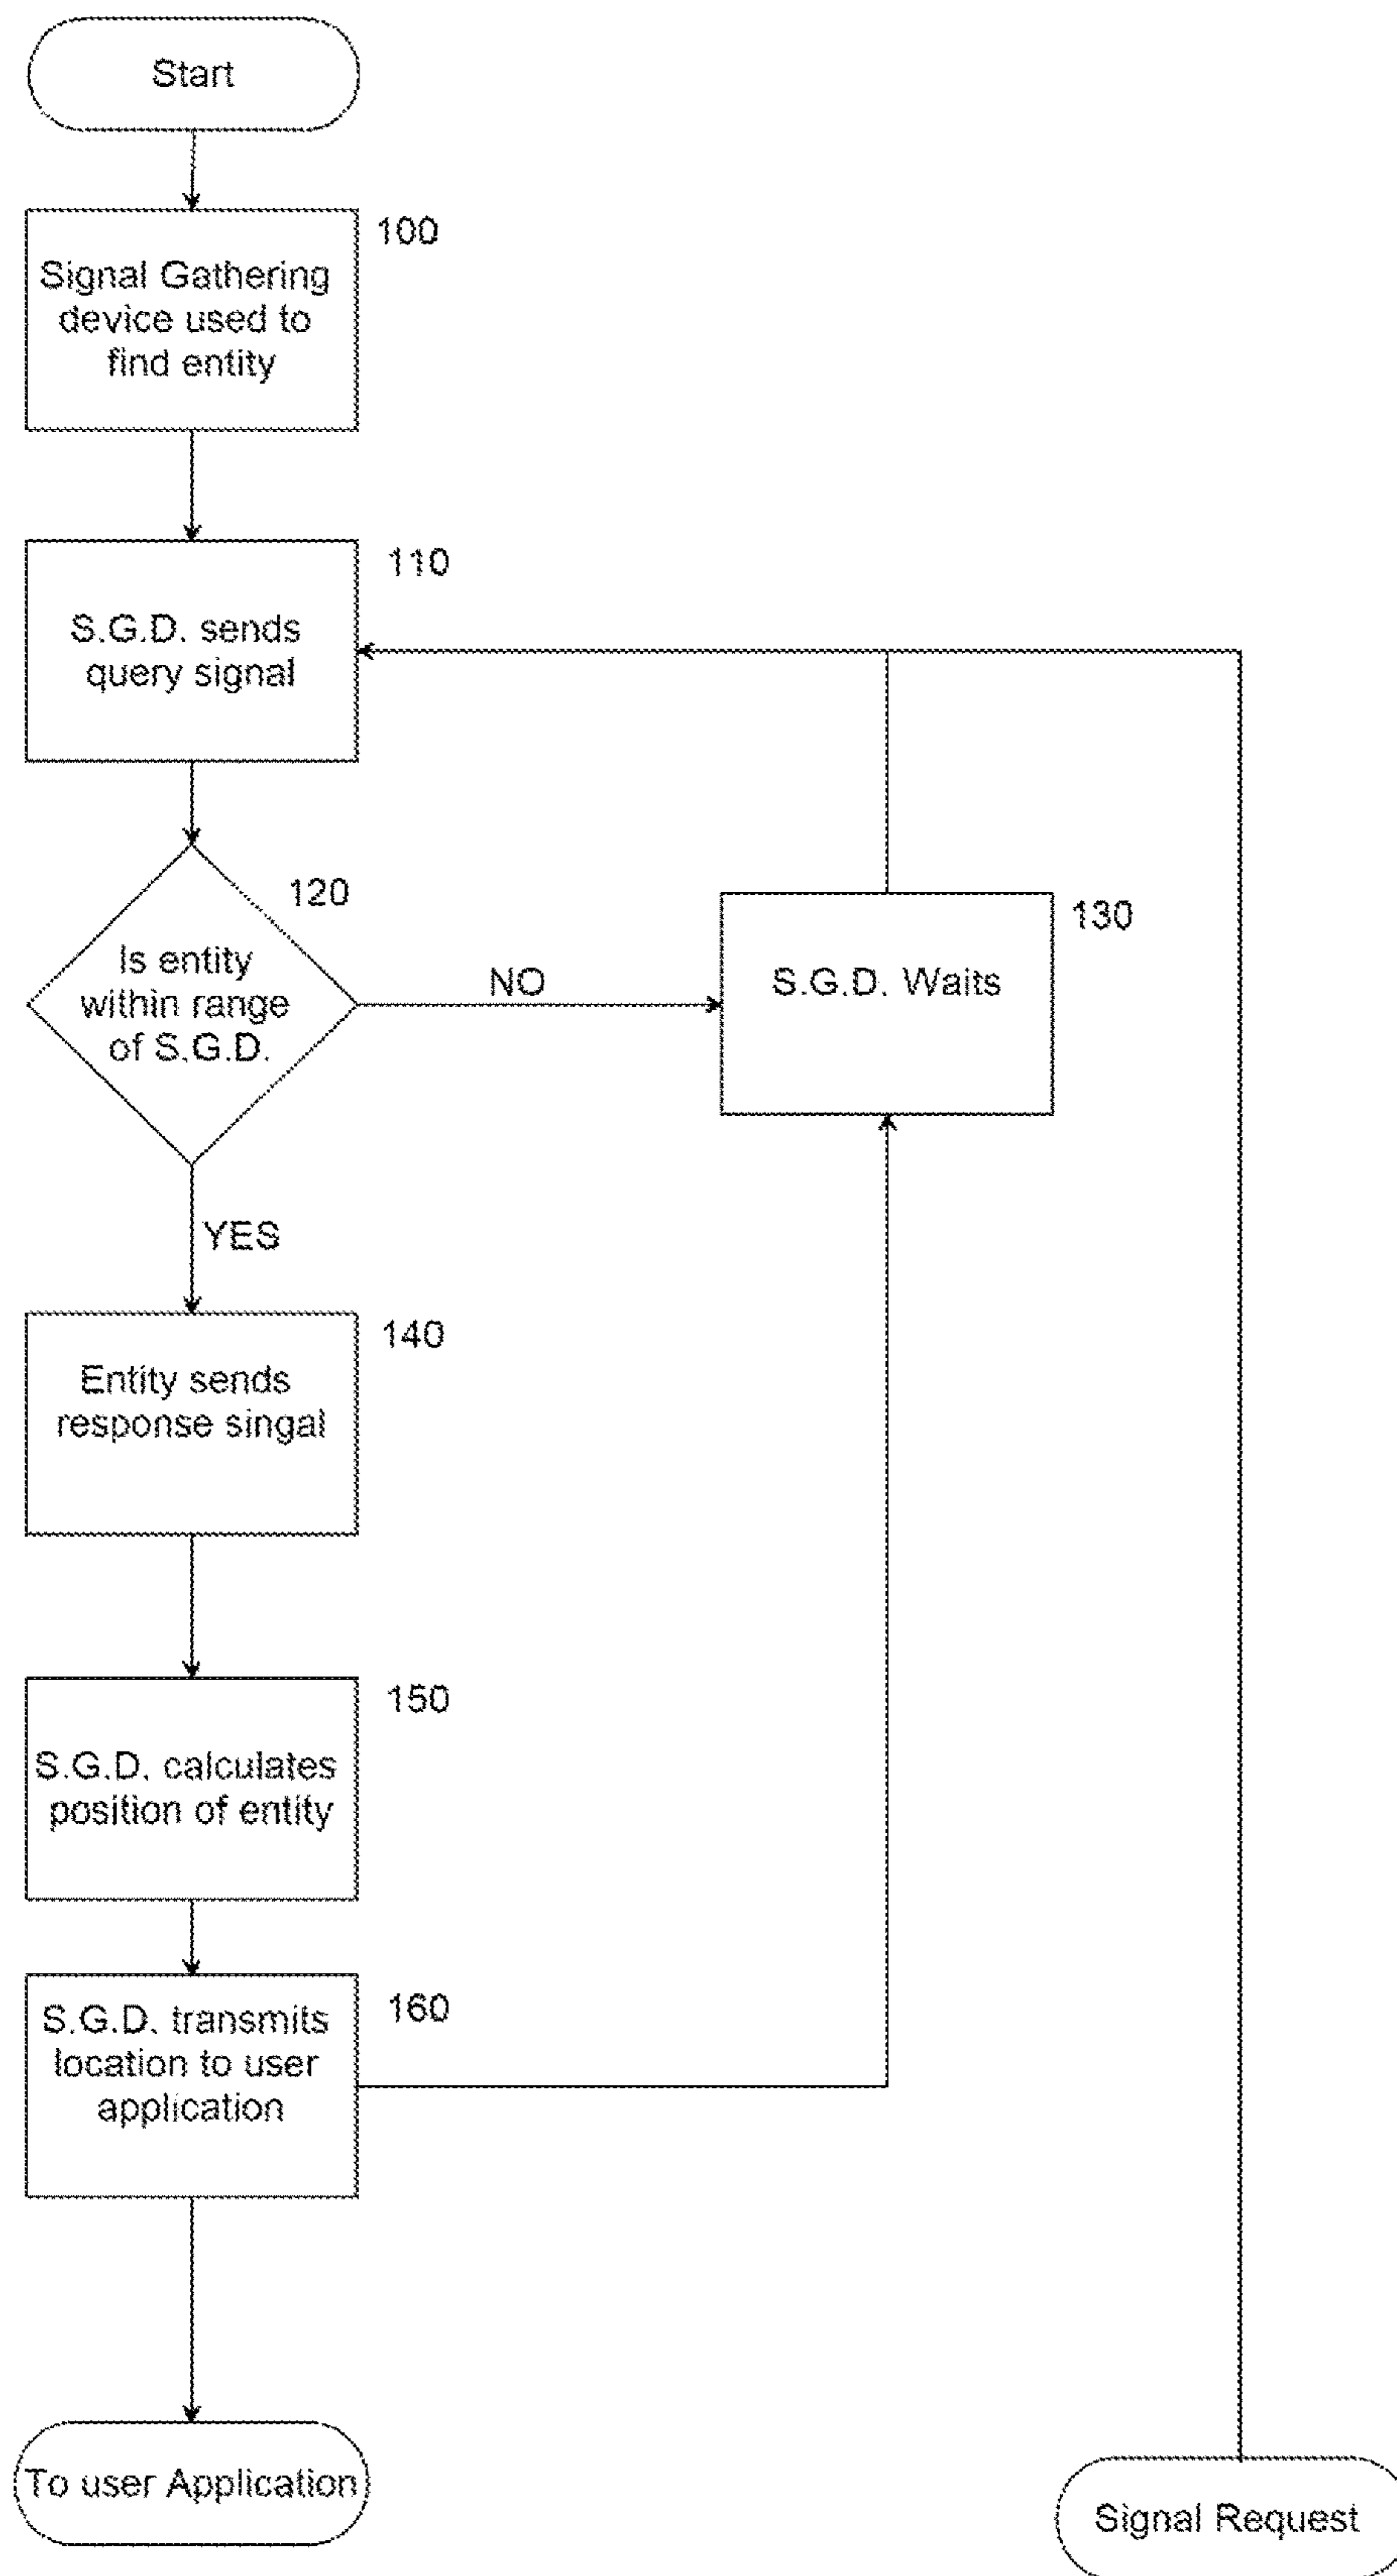 Start
100
Signal Gathering
device used to
find entity
110
S.G.D. sends
query signal
120
Is entity
within range
of S.G.D.
NO
130
S.G.D. Waits
YES
140
Entity sends
response singal
150
S.G.D. calculates
position of entity
160
S.G.D. transmits
location to user
application
To user Application
Signal Request